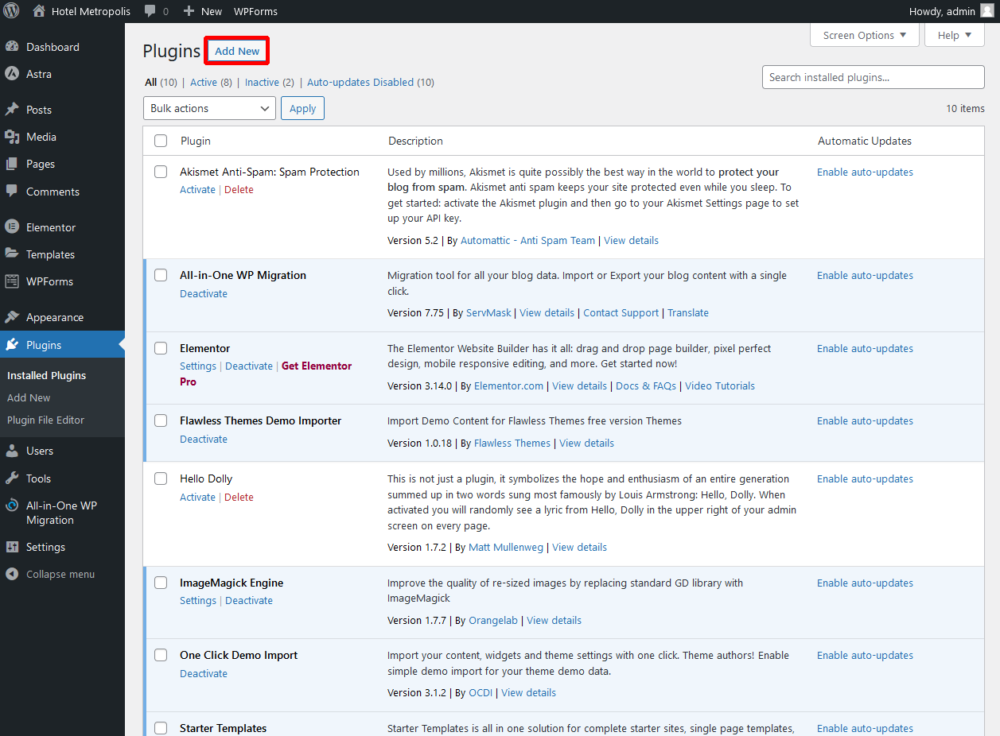 Hotel Metropolis 0 New WPForms Howdy, admin
Dashboard
Astra
Posts
Media
Pages
Comments
Elementor
Templates
WPForms
Appearance
Plugins
Installed Plugins
Add New
Plugin File Editor
Users
Tools
All-in-One WP
Migration
Settings
Collapse menu
Screen Options ▼ Help ▼
Plugins Add New
All (10) | Active (8) | Inactive (2) | Auto-updates Disabled (10)
Search installed plugins...
Bulk actions Apply
10 items
Plugin Description Automatic Updates
Akismet Anti-Spam: Spam Protection
Activate | Delete
Used by millions, Akismet is quite possibly the best way in the world to protect your
blog from spam. Akismet anti spam keeps your site protected even while you sleep. To
get started: activate the Akismet plugin and then go to your Akismet Settings page to set
up your API key.
Version 5.2 | By Automattic - Anti Spam Team | View details
Enable auto-updates
All-in-One WP Migration
Deactivate
Migration tool for all your blog data. Import or Export your blog content with a single
click.
Version 7.75 | By ServMask | View details | Contact Support | Translate
Enable auto-updates
Elementor
Settings | Deactivate | Get Elementor
Pro
The Elementor Website Builder has it all: drag and drop page builder, pixel perfect
design, mobile responsive editing, and more. Get started now!
Version 3.14.0 | By Elementor.com | View details | Docs & FAQs | Video Tutorials
Enable auto-updates
Flawless Themes Demo Importer
Deactivate
Import Demo Content for Flawless Themes free version Themes
Version 1.0.18 | By Flawless Themes | View details
Enable auto-updates
Hello Dolly
Activate | Delete
This is not just a plugin, it symbolizes the hope and enthusiasm of an entire generation
summed up in two words sung most famously by Louis Armstrong: Hello, Dolly. When
activated you will randomly see a lyric from Hello, Dolly in the upper right of your admin
screen on every page.
Version 1.7.2 | By Matt Mullenweg | View details
Enable auto-updates
ImageMagick Engine
Settings | Deactivate
Improve the quality of re-sized images by replacing standard GD library with
ImageMagick
Version 1.7.7 | By Orangelab | View details
Enable auto-updates
One Click Demo Import
Deactivate
Import your content, widgets and theme settings with one click. Theme authors! Enable
simple demo import for your theme demo data.
Version 3.1.2 | By OCDI | View details
Enable auto-updates
Starter Templates
Starter Templates is all in one solution for complete starter sites, single page templates,
Enable auto-updates